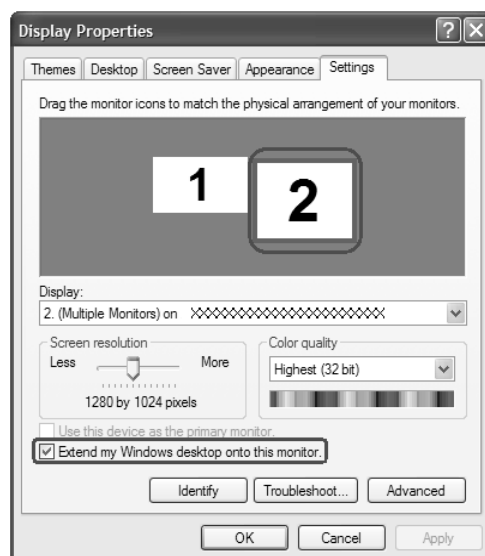 Display Properties
Themes Desktop Screen Saver Appearance Settings
Drag the monitor icons to match the physical arrangement of your monitors.
1 2
Display:
2. (Multiple Monitors) on XXXXXXXXXXXXXXXXXXXXXX
Screen resolution Color quality
Less More Highest (32 bit)
1280 by 1024 pixels
Use this device as the primary monitor.
Extend my Windows desktop onto this monitor.
Identify Troubleshoot... Advanced
OK Cancel Apply